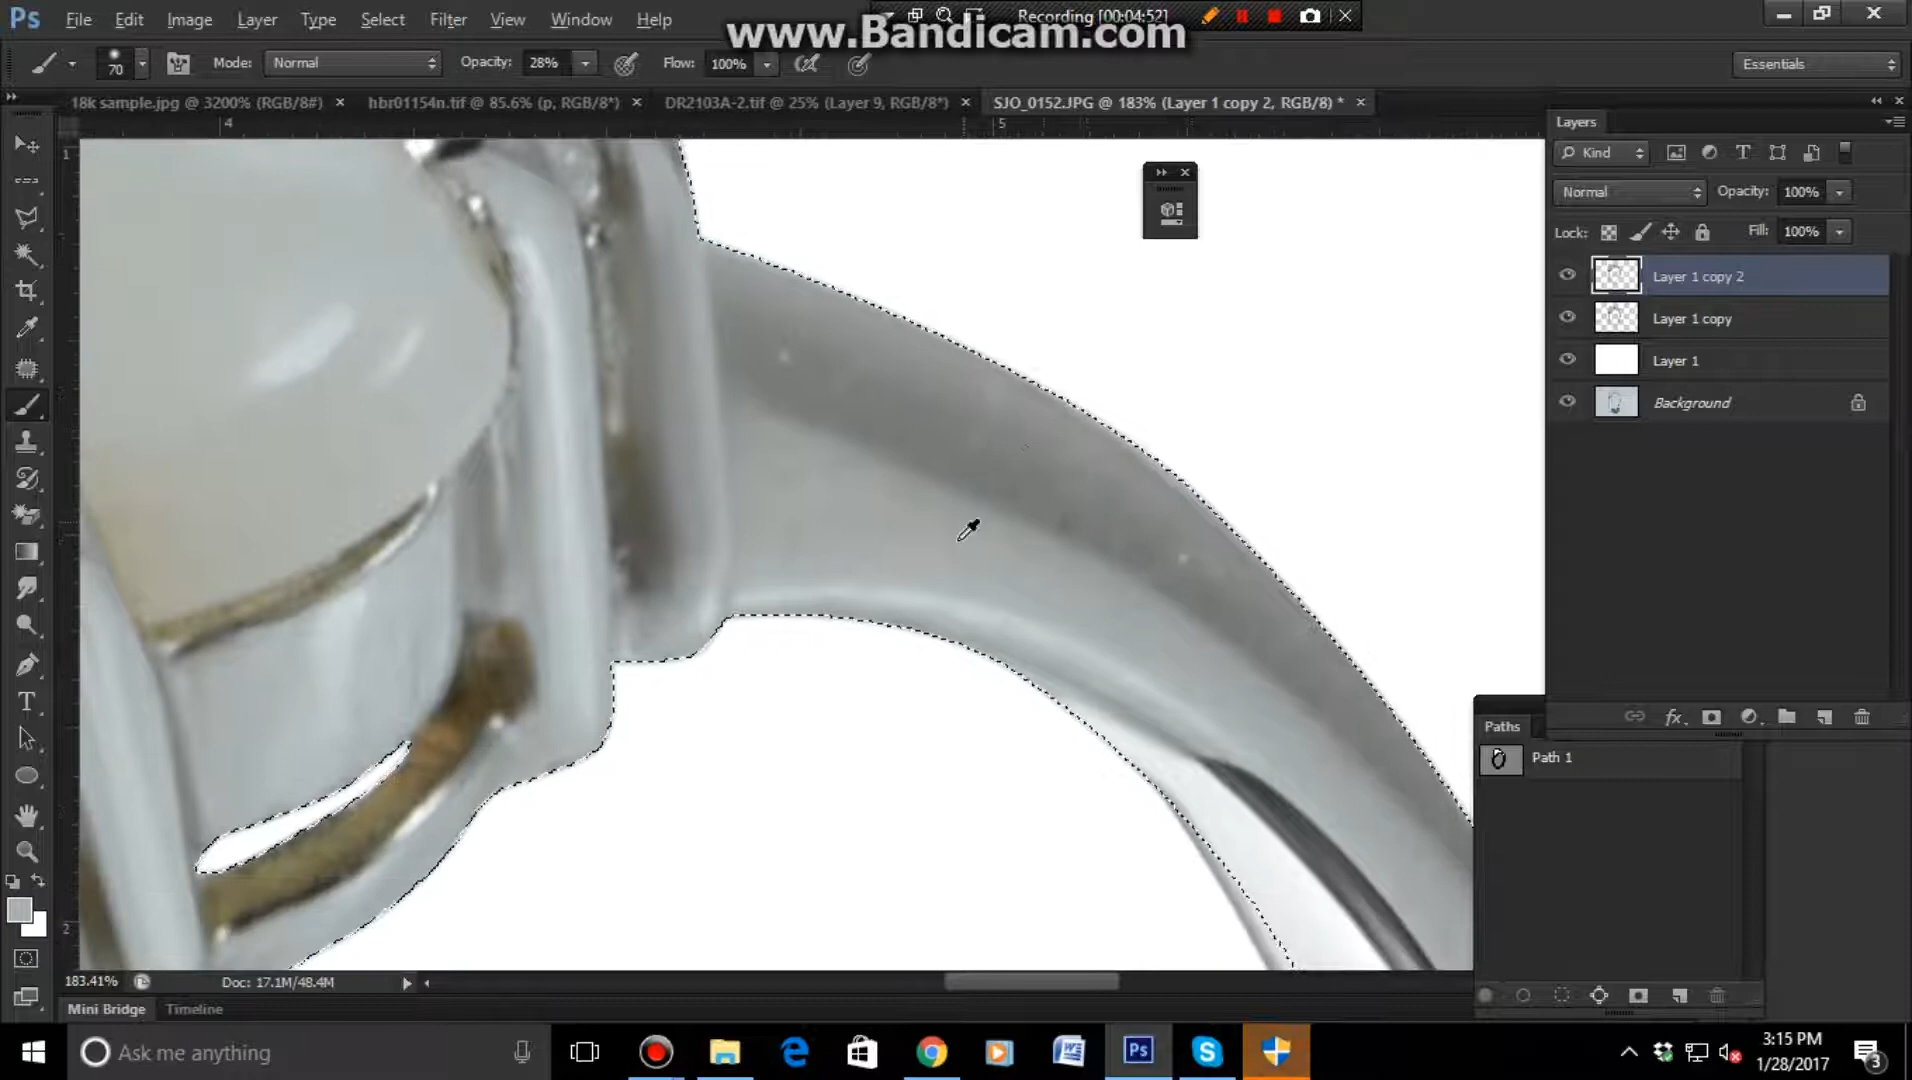 Ps File Edit Image Layer Type Select Filter View Window Help
Recording [00:04:52]
www.Bandicam.com
70 Mode: Normal Opacity: 28% Flow: 100% Essentials
18k sample.jpg @ 3200% (RGB/8#) × hbr01154n.tif @ 85.6% (p, RGB/8*) × DR2103A-2.tif @ 25% (Layer 9, RGB/8*) × SJO_0152.JPG @ 183% (Layer 1 copy 2, RGB/8) * ×
4 5
1
2
Layers
Kind
Normal Opacity: 100%
Lock: Fill: 100%
Layer 1 copy 2
Layer 1 copy
Layer 1
Background
Paths
Path 1
183.41% Doc: 17.1M/48.4M
Mini Bridge Timeline
Ask me anything
3:15 PM
1/28/2017
3